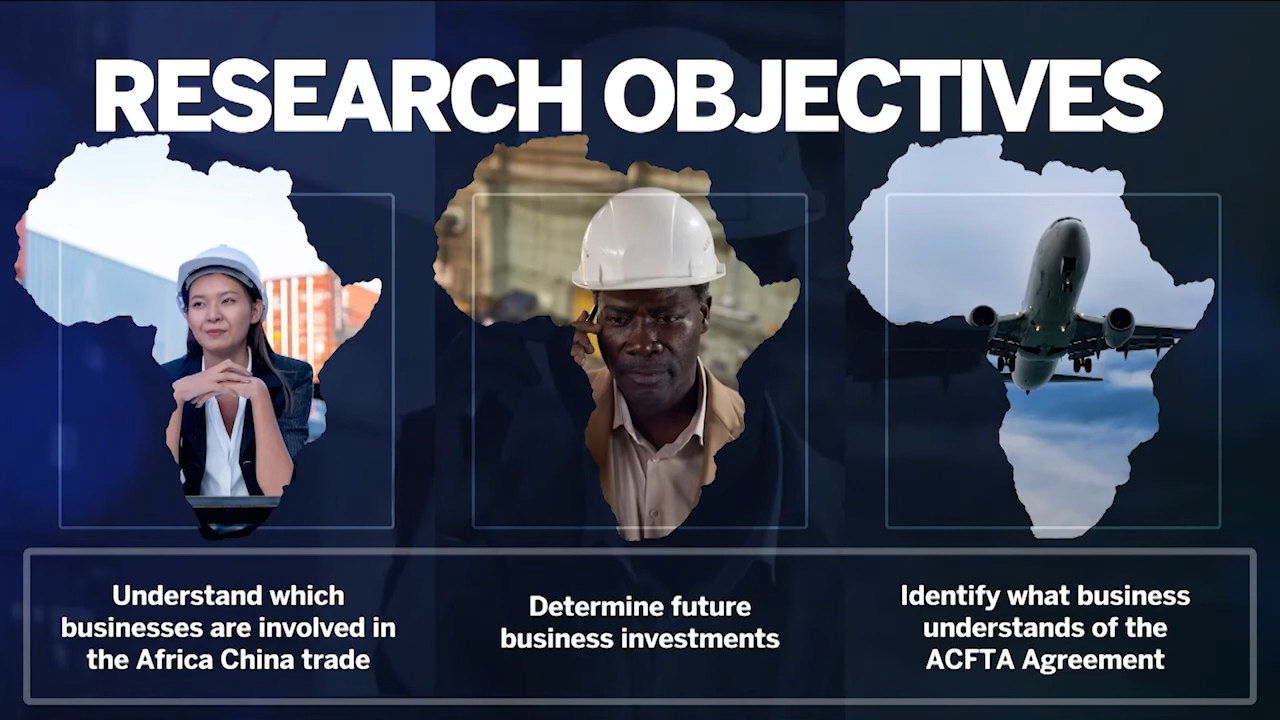 RESEARCH OBJECTIVES
Understand which
businesses are involved in
the Africa China trade
Determine future
business investments
Identify what business
understands of the
ACFTA Agreement